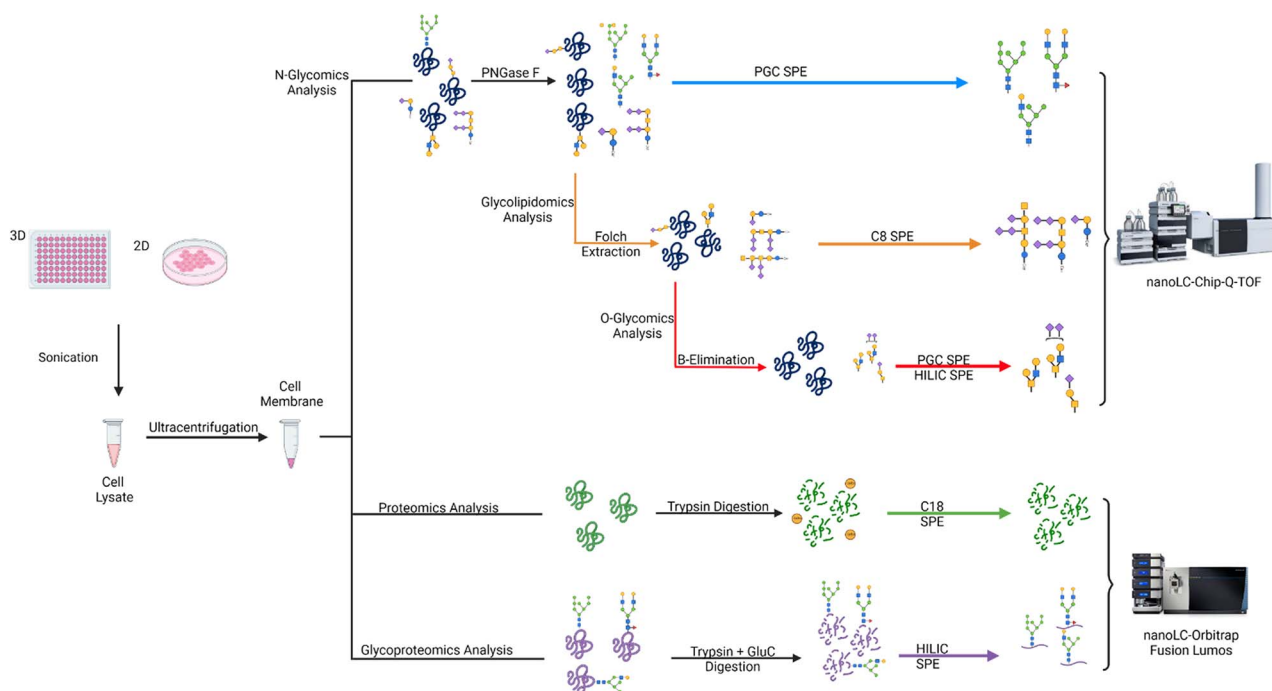 N-Glycomics
Analysis
PNGase F
PGC SPE
Glycolipidomics
Analysis
Folch
Extraction
C8 SPE
nanoLC-Chip-Q-TOF
3D
2D
O-Glycomics
Analysis
B-Elimination
PGC SPE
HILIC SPE
Sonication
Cell
Membrane
Ultracentrifugation
Cell
Lysate
Proteomics Analysis
Trypsin Digestion
C18
SPE
nanoLC-Orbitrap
Fusion Lumos
Glycoproteomics Analysis
Trypsin + GluC
Digestion
HILIC
SPE